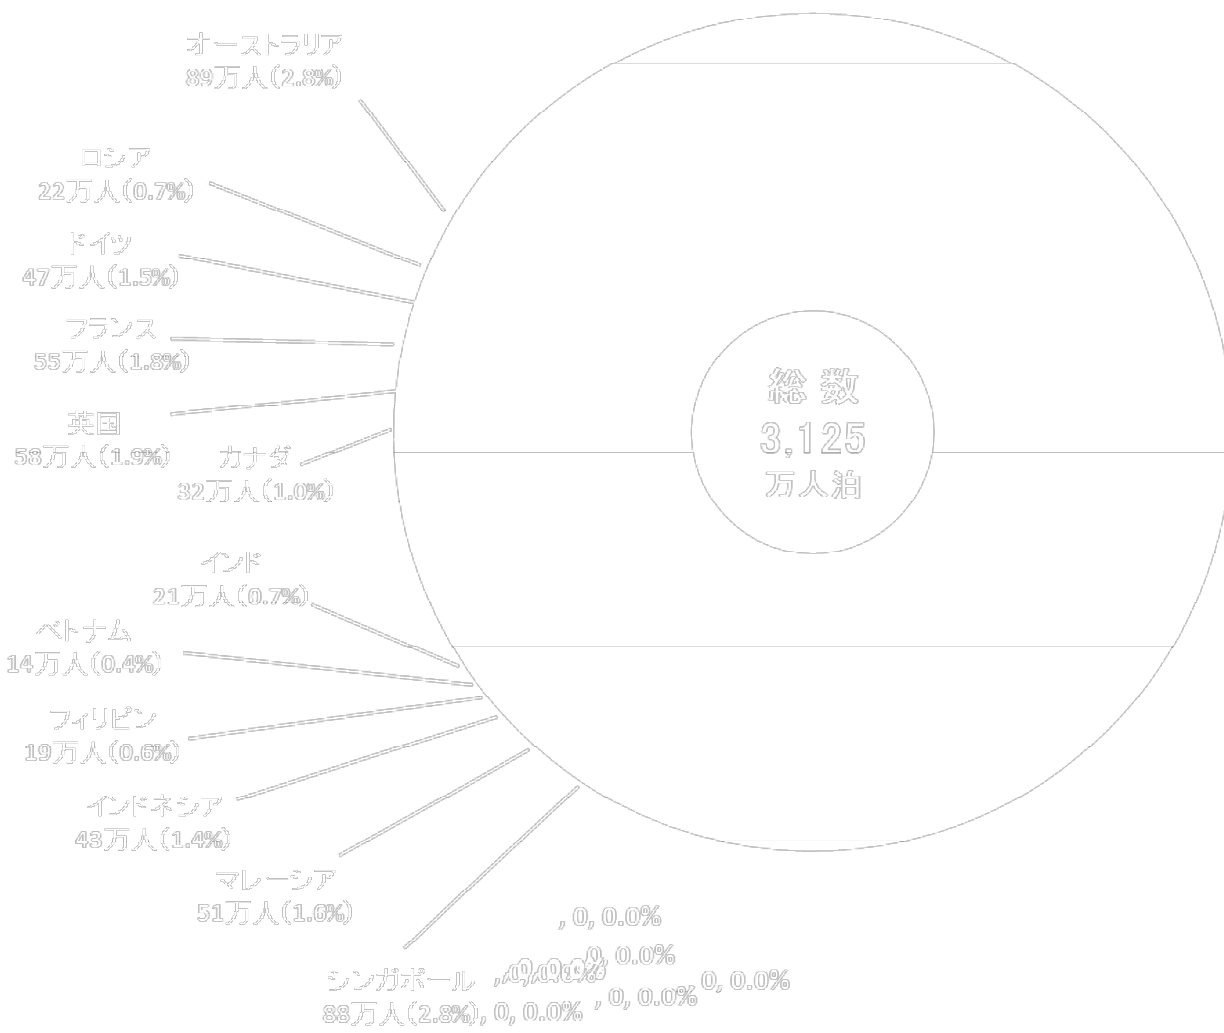 オーストラリア
89万人(2.8%)
ロシア
22万人(0.7%)
ドイツ
47万人(1.5%)
フランス
55万人(1.8%)
英国
58万人(1.9%)
カナダ
32万人(1.0%)
総 数
3,125
万人泊
インド
21万人(0.7%)
ベトナム
14万人(0.4%)
フィリピン
19万人(0.6%)
インドネシア
43万人(1.4%)
マレーシア
51万人(1.6%)
シンガポール
88万人(2.8%)
, 0, 0.0%
0, 0.0%
, 0, 0.0%
, 0, 0.0%
, 0, 0.0%